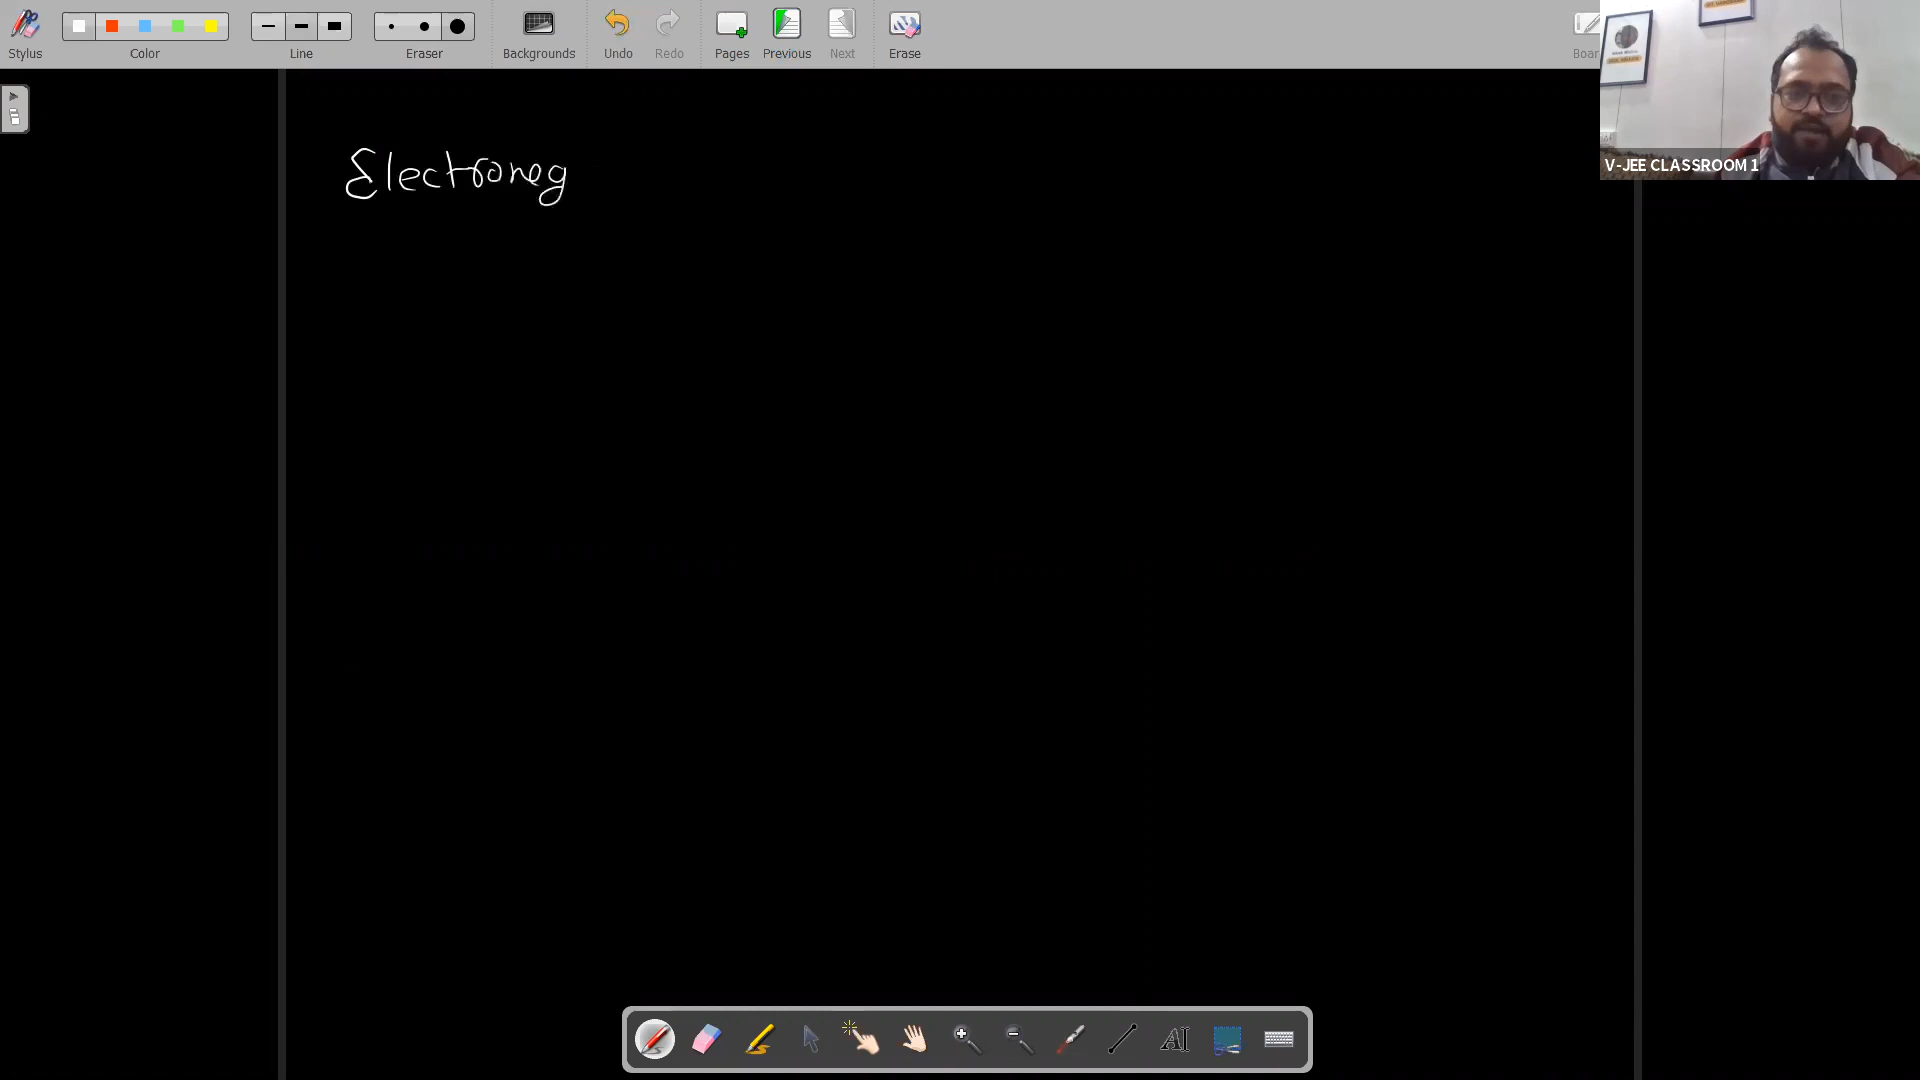 Stylus Color Line Eraser Backgrounds Undo Redo Pages Previous Next Erase
V-JEE CLASSROOM 1
Electroneg